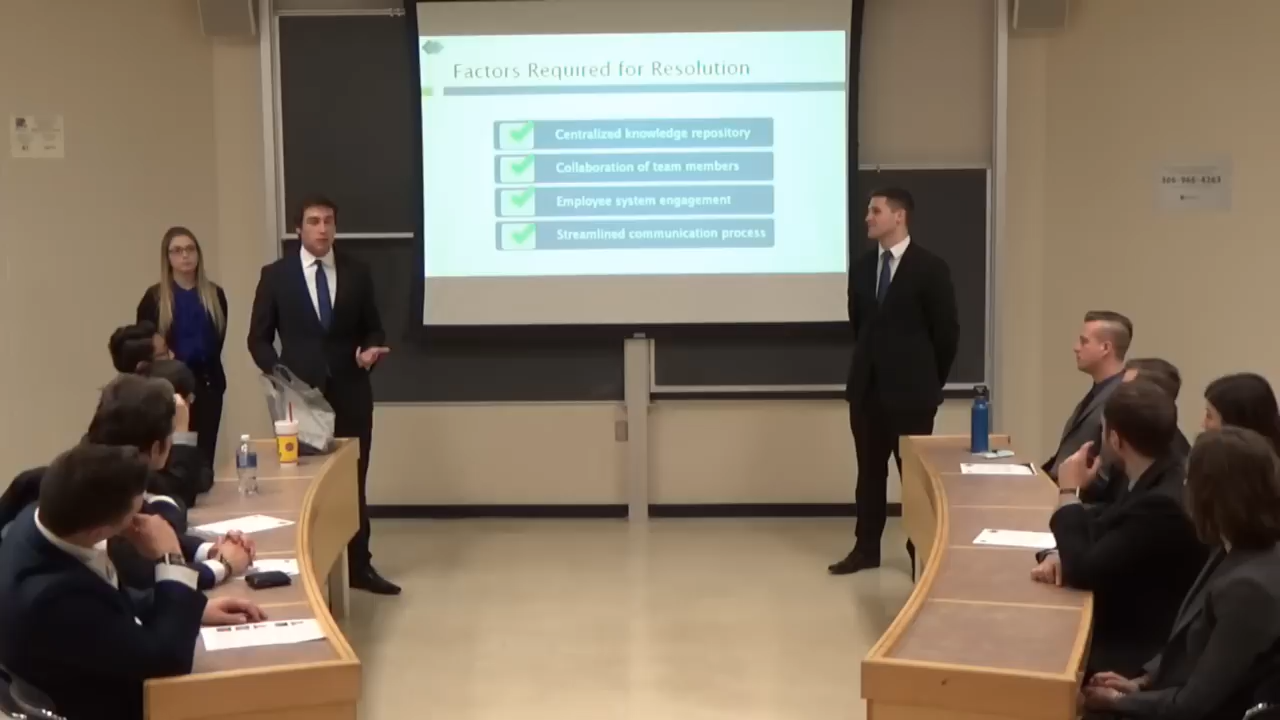 Factors Required for Resolution
Centralized knowledge repository
Collaboration of team members
Employee system engagement
Streamlined communication process